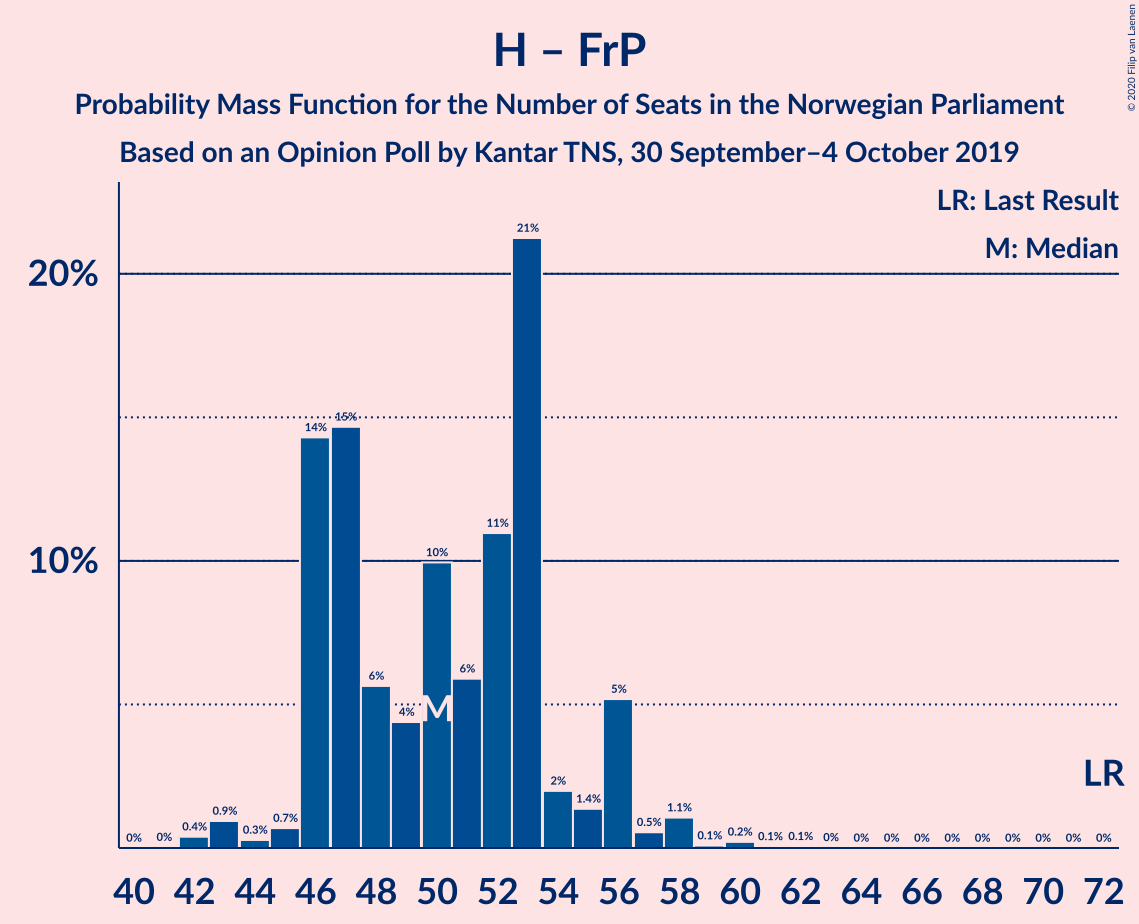 H – FrP
Probability Mass Function for the Number of Seats in the Norwegian Parliament
Based on an Opinion Poll by Kantar TNS, 30 September–4 October 2019
© 2020 Filip van Laenen
LR: Last Result
M: Median
20%
10%
0% 0% 0.4% 0.9% 0.3% 0.7% 14% 15% 6% 4% 10% 6% 11% 21% 2% 1.4% 5% 0.5% 1.1% 0.1% 0.2% 0.1% 0.1% 0% 0% 0% 0% 0% 0% 0% 0% 0% 0%
M
LR
40 42 44 46 48 50 52 54 56 58 60 62 64 66 68 70 72